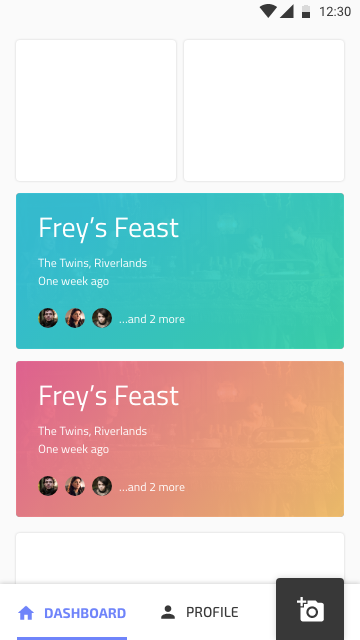 12:30
Frey’s Feast
The Twins, Riverlands
One week ago
...and 2 more
Frey’s Feast
The Twins, Riverlands
One week ago
...and 2 more
DASHBOARD
PROFILE